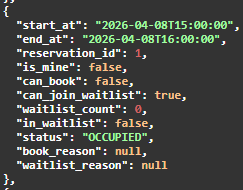 {
"start_at": "2026-04-08T15:00:00",
"end_at": "2026-04-08T16:00:00",
"reservation_id": 1,
"is_mine": false,
"can_book": false,
"can_join_waitlist": true,
"waitlist_count": 0,
"in_waitlist": false,
"status": "OCCUPIED",
"book_reason": null,
"waitlist_reason": null
},